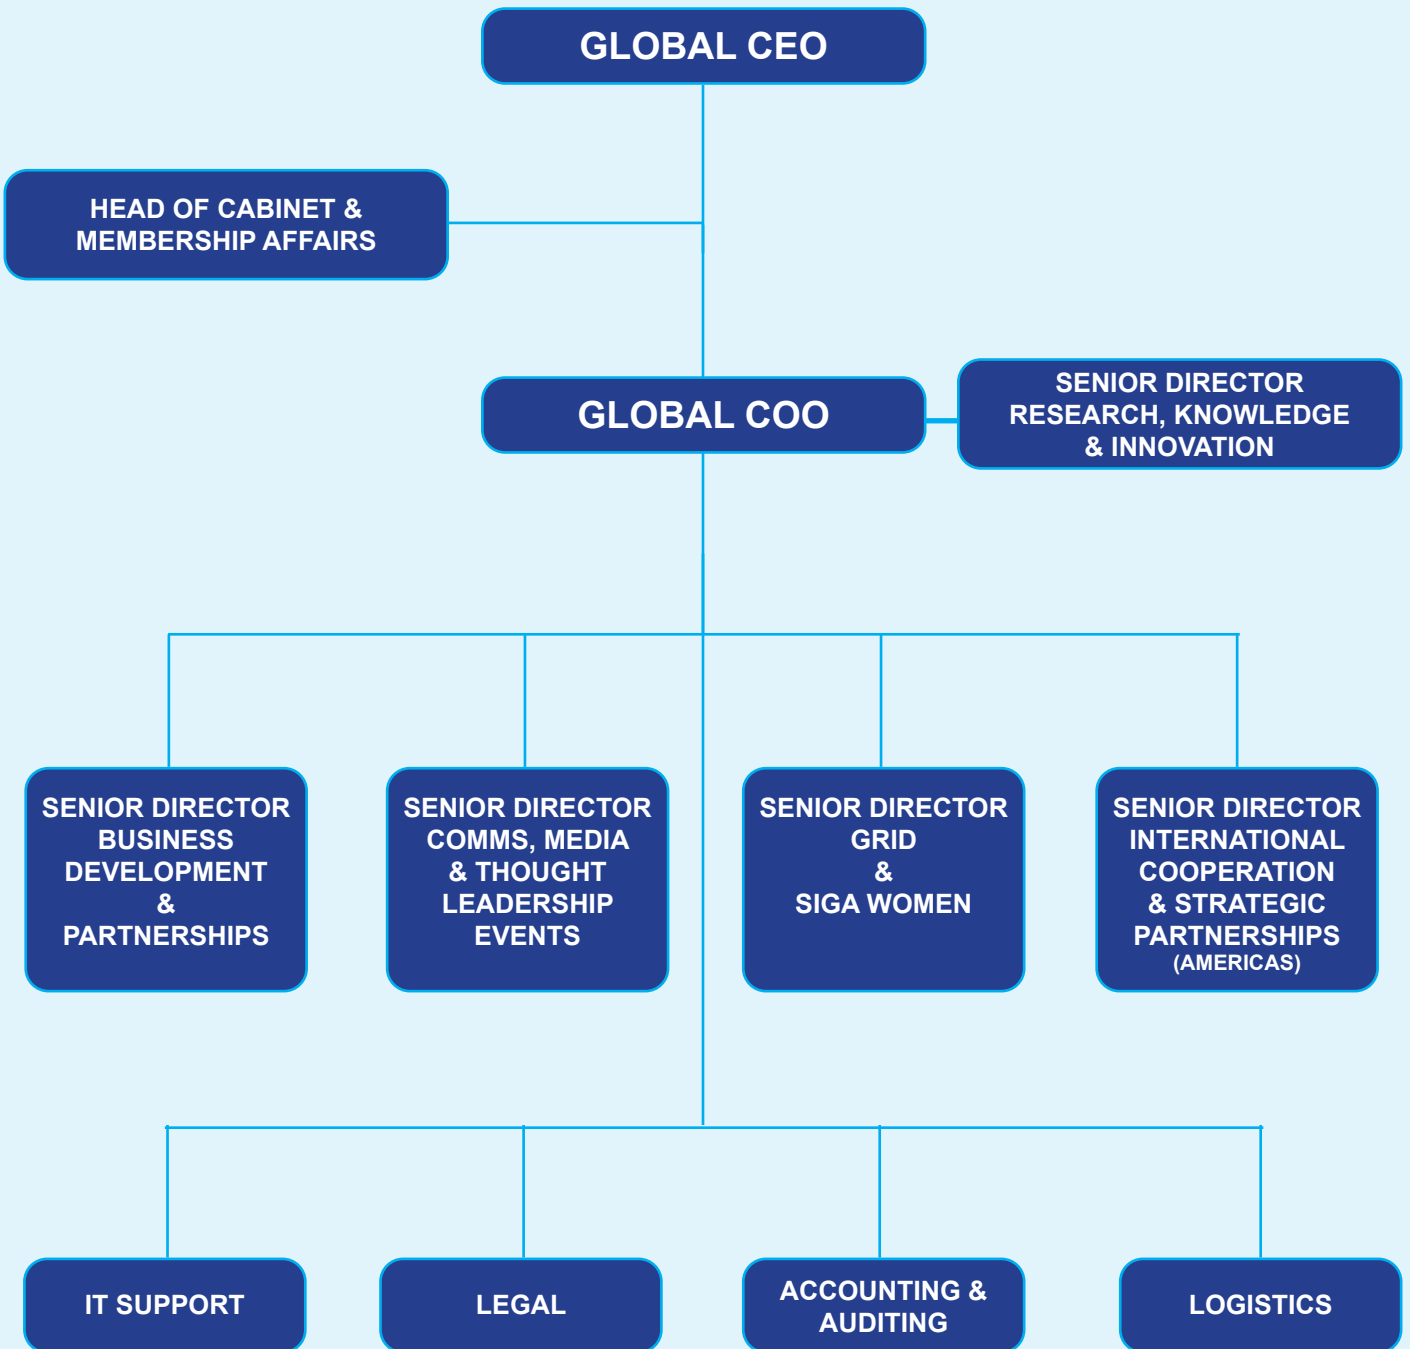 GLOBAL CEO
HEAD OF CABINET &
MEMBERSHIP AFFAIRS
GLOBAL COO
SENIOR DIRECTOR
RESEARCH, KNOWLEDGE
& INNOVATION
SENIOR DIRECTOR
BUSINESS
DEVELOPMENT
&
PARTNERSHIPS
SENIOR DIRECTOR
COMMS, MEDIA
& THOUGHT
LEADERSHIP
EVENTS
SENIOR DIRECTOR
GRID
&
SIGA WOMEN
SENIOR DIRECTOR
INTERNATIONAL
COOPERATION
& STRATEGIC
PARTNERSHIPS
(AMERICAS)
IT SUPPORT
LEGAL
ACCOUNTING &
AUDITING
LOGISTICS